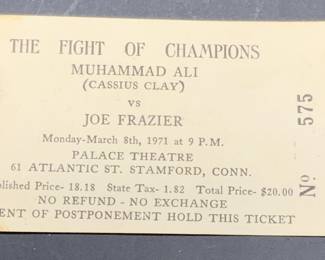 THE FIGHT OF CHAMPIONS
MUHAMMAD ALI
(CASSIUS CLAY)
vs
JOE FRAZIER
Monday-March 8th, 1971 at 9 P.M.
PALACE THEATRE
61 ATLANTIC ST. STAMFORD, CONN.
blished Price- 18.18 State Tax- 1.82 Total Price- $20.00
NO REFUND - NO EXCHANGE
ENT OF POSTPONEMENT HOLD THIS TICKET
No 575